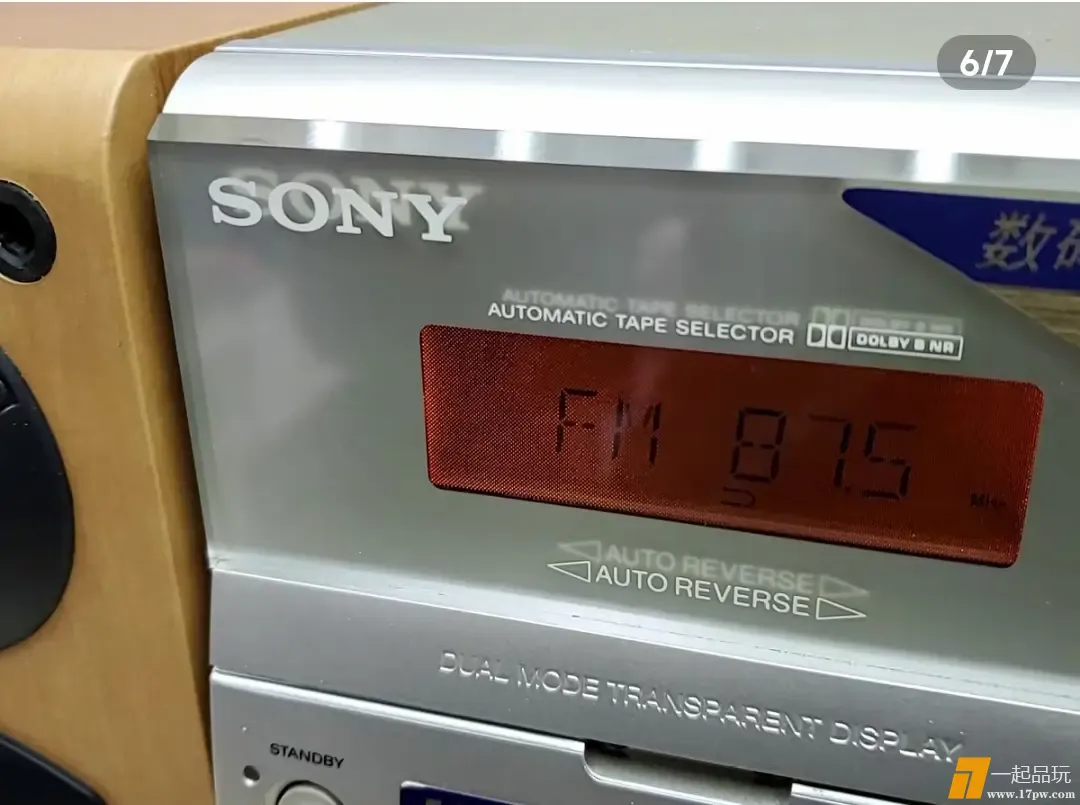 6/7
SONY
数码
AUTOMATIC TAPE SELECTOR DOLBY B NR
FM 87.5
MHz
AUTO REVERSE
DUAL MODE TRANSPARENT DISPLAY
STANDBY
一起品玩
www.17pw.com